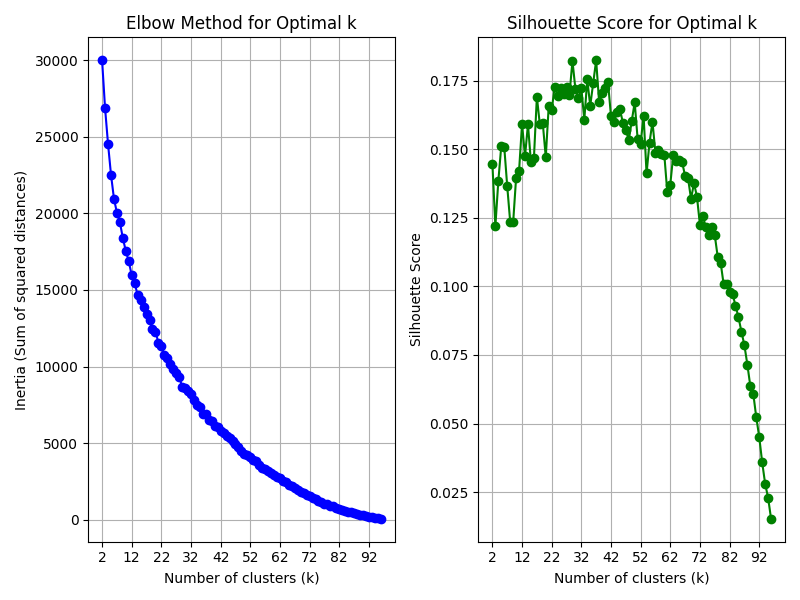 Elbow Method for Optimal k
30000
25000
20000
15000
10000
5000
0
2 12 22 32 42 52 62 72 82 92
Number of clusters (k)
Inertia (Sum of squared distances)
Silhouette Score for Optimal k
0.175
0.150
0.125
0.100
0.075
0.050
0.025
2 12 22 32 42 52 62 72 82 92
Number of clusters (k)
Silhouette Score